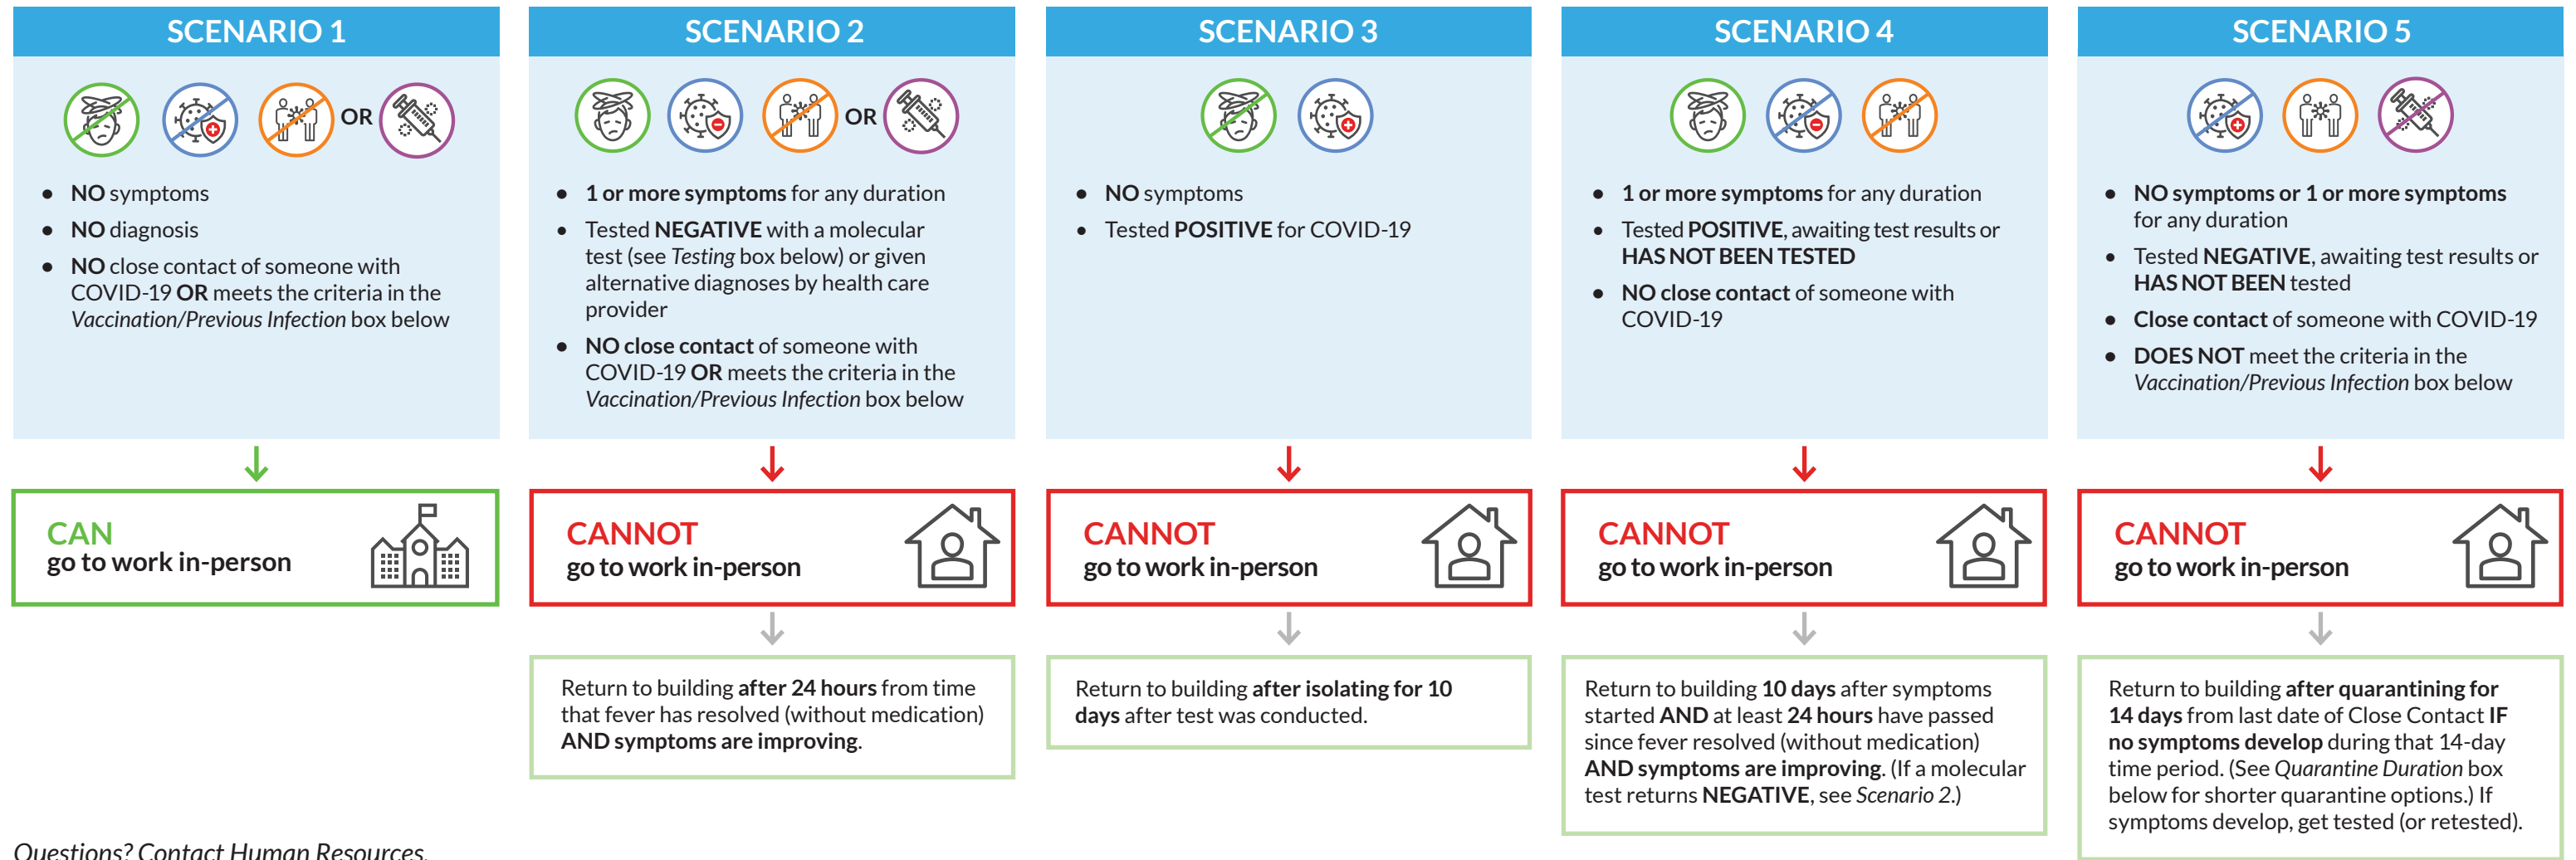 SCENARIO 1
OR
● NO symptoms
● NO diagnosis
● NO close contact of someone with
COVID-19 OR meets the criteria in the
Vaccination/Previous Infection box below
CAN
go to work in-person
SCENARIO 2
OR
● 1 or more symptoms for any duration
● Tested NEGATIVE with a molecular
test (see Testing box below) or given
alternative diagnoses by health care
provider
● NO close contact of someone with
COVID-19 OR meets the criteria in the
Vaccination/Previous Infection box below
CANNOT
go to work in-person
Return to building after 24 hours from time
that fever has resolved (without medication)
AND symptoms are improving.
SCENARIO 3
● NO symptoms
● Tested POSITIVE for COVID-19
CANNOT
go to work in-person
Return to building after isolating for 10
days after test was conducted.
SCENARIO 4
● 1 or more symptoms for any duration
● Tested POSITIVE, awaiting test results or
HAS NOT BEEN TESTED
● NO close contact of someone with
COVID-19
CANNOT
go to work in-person
Return to building 10 days after symptoms
started AND at least 24 hours have passed
since fever resolved (without medication)
AND symptoms are improving. (If a molecular
test returns NEGATIVE, see Scenario 2.)
SCENARIO 5
● NO symptoms or 1 or more symptoms
for any duration
● Tested NEGATIVE, awaiting test results or
HAS NOT BEEN tested
● Close contact of someone with COVID-19
● DOES NOT meet the criteria in the
Vaccination/Previous Infection box below
CANNOT
go to work in-person
Return to building after quarantining for
14 days from last date of Close Contact IF
no symptoms develop during that 14-day
time period. (See Quarantine Duration box
below for shorter quarantine options.) If
symptoms develop, get tested (or retested).
Questions? Contact Human Resources.